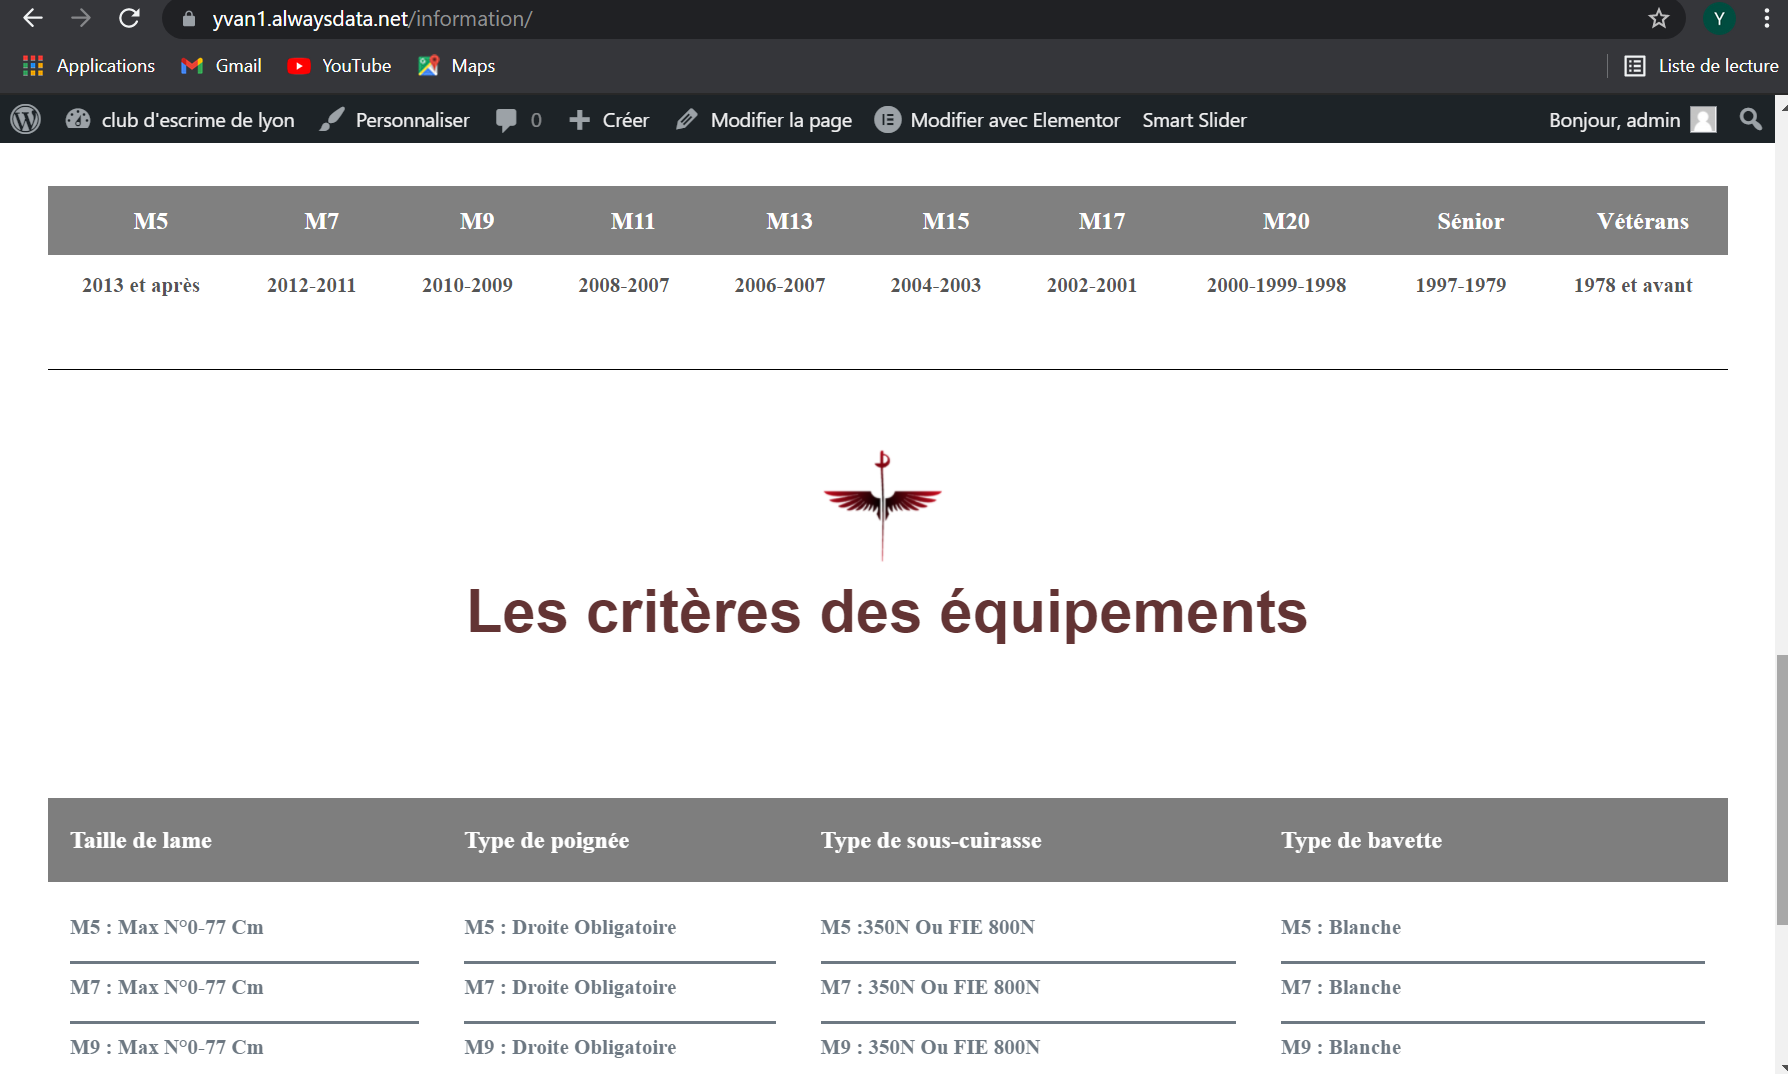 yvan1.alwaysdata.net/information/
Y
Applications Gmail YouTube Maps Liste de lecture
club d'escrime de lyon Personnaliser 0 Créer Modifier la page Modifier avec Elementor Smart Slider Bonjour, admin
M5 M7 M9 M11 M13 M15 M17 M20 Sénior Vétérans
2013 et après 2012-2011 2010-2009 2008-2007 2006-2007 2004-2003 2002-2001 2000-1999-1998 1997-1979 1978 et avant
Les critères des équipements
Taille de lame Type de poignée Type de sous-cuirasse Type de bavette
M5 : Max N°0-77 Cm M5 : Droite Obligatoire M5 :350N Ou FIE 800N M5 : Blanche
M7 : Max N°0-77 Cm M7 : Droite Obligatoire M7 : 350N Ou FIE 800N M7 : Blanche
M9 : Max N°0-77 Cm M9 : Droite Obligatoire M9 : 350N Ou FIE 800N M9 : Blanche